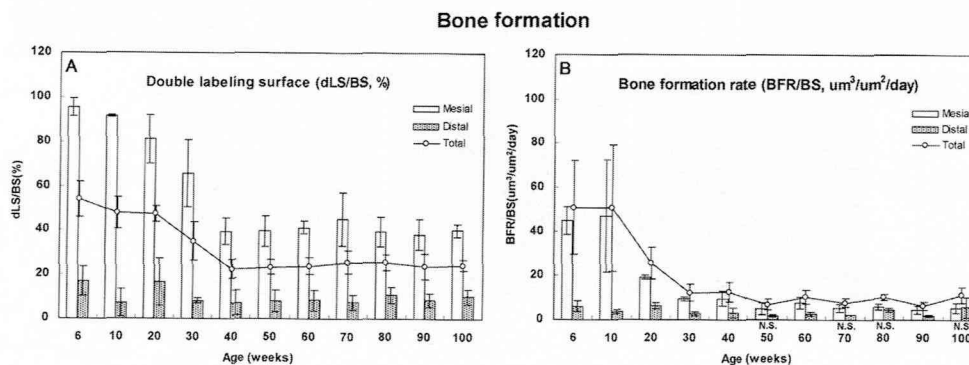 Bone formation
A
Double labeling surface (dLS/BS, %)
Mesial
Distal
Total
dLS/BS(%)
120
100
80
60
40
20
0
6 10 20 30 40 50 60 70 80 90 100
Age (weeks)
B
Bone formation rate (BFR/BS, um³/um²/day)
Mesial
Distal
Total
BFR/BS(um³/um²/day)
120
100
80
60
40
20
0
N.S. N.S. N.S. N.S.
6 10 20 30 40 50 60 70 80 90 100
Age (weeks)